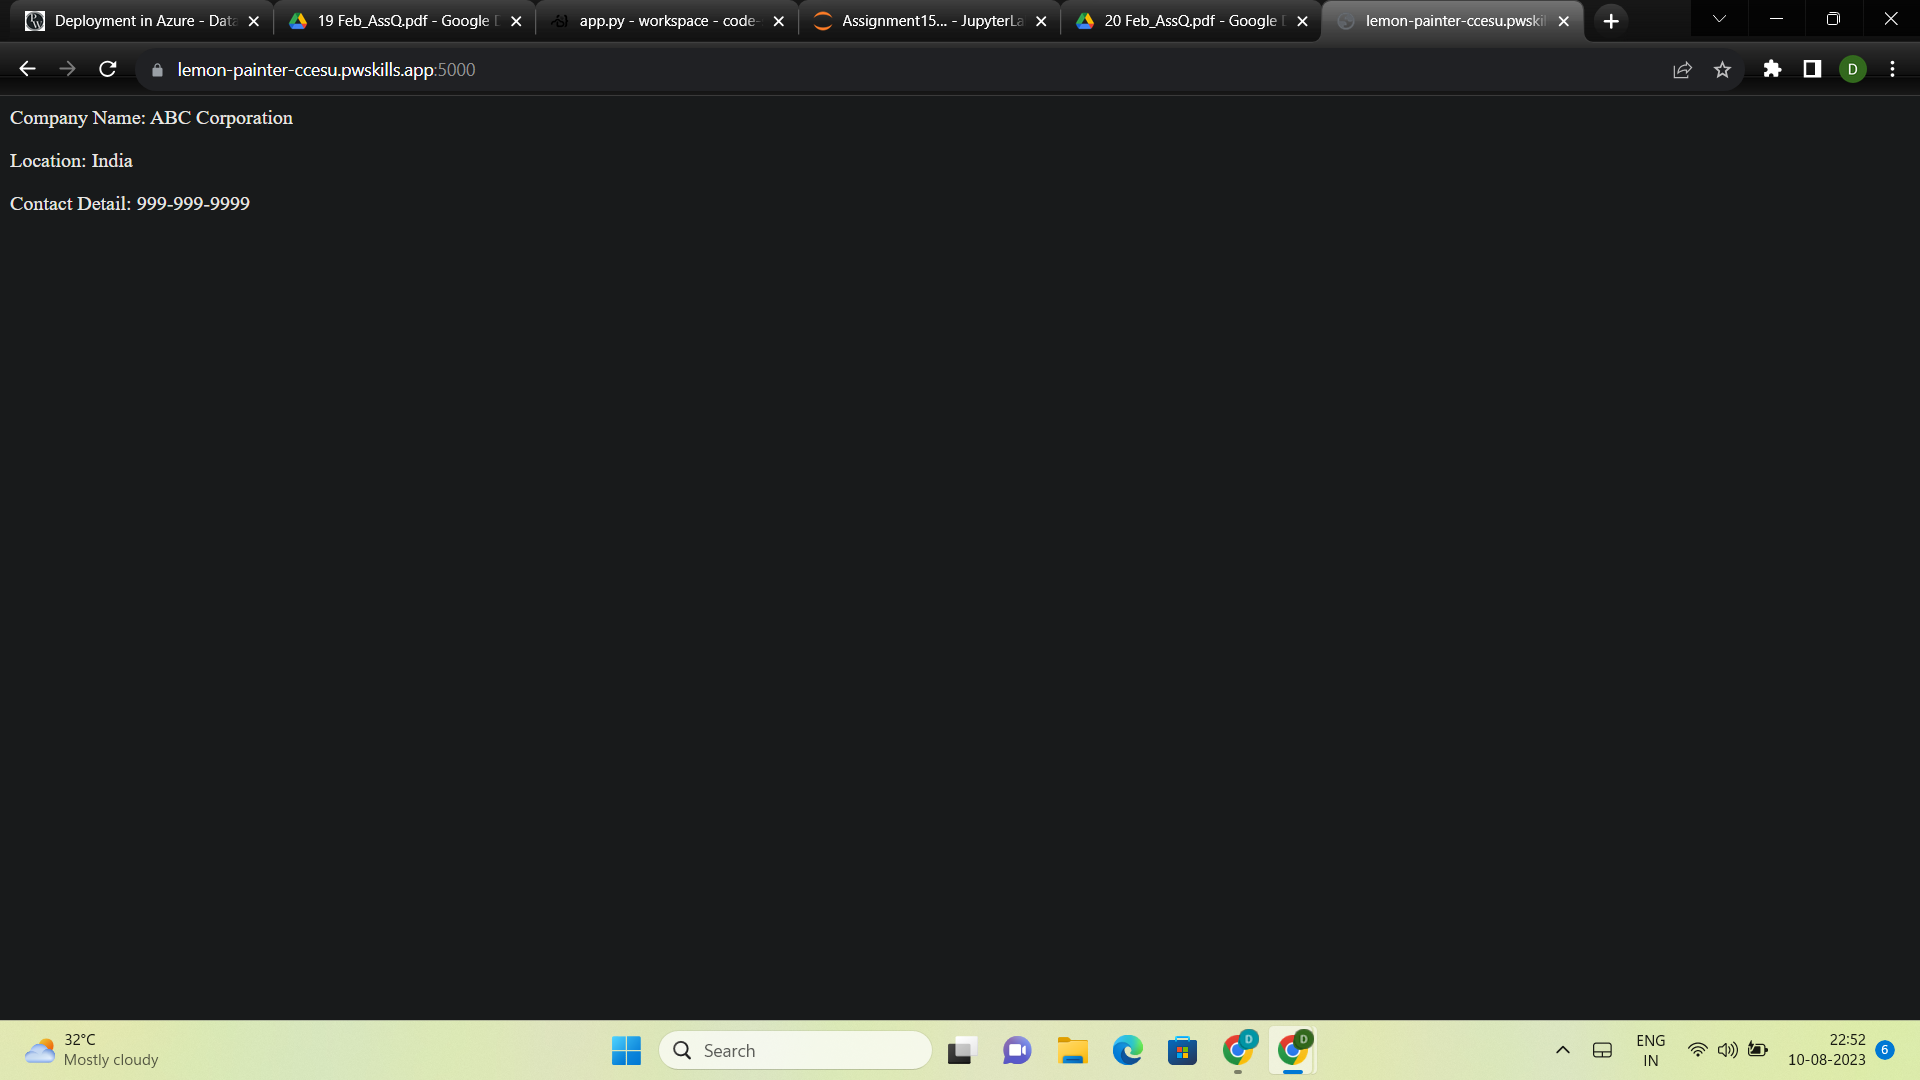 Deployment in Azure - Data
19 Feb_AssQ.pdf - Google D
app.py - workspace - code-
Assignment15... - JupyterLa
20 Feb_AssQ.pdf - Google D
lemon-painter-ccesu.pwskil
lemon-painter-ccesu.pwskills.app:5000
D
Company Name: ABC Corporation
Location: India
Contact Detail: 999-999-9999
32°C
Mostly cloudy
Search
D
D
ENG
IN
22:52
10-08-2023
6